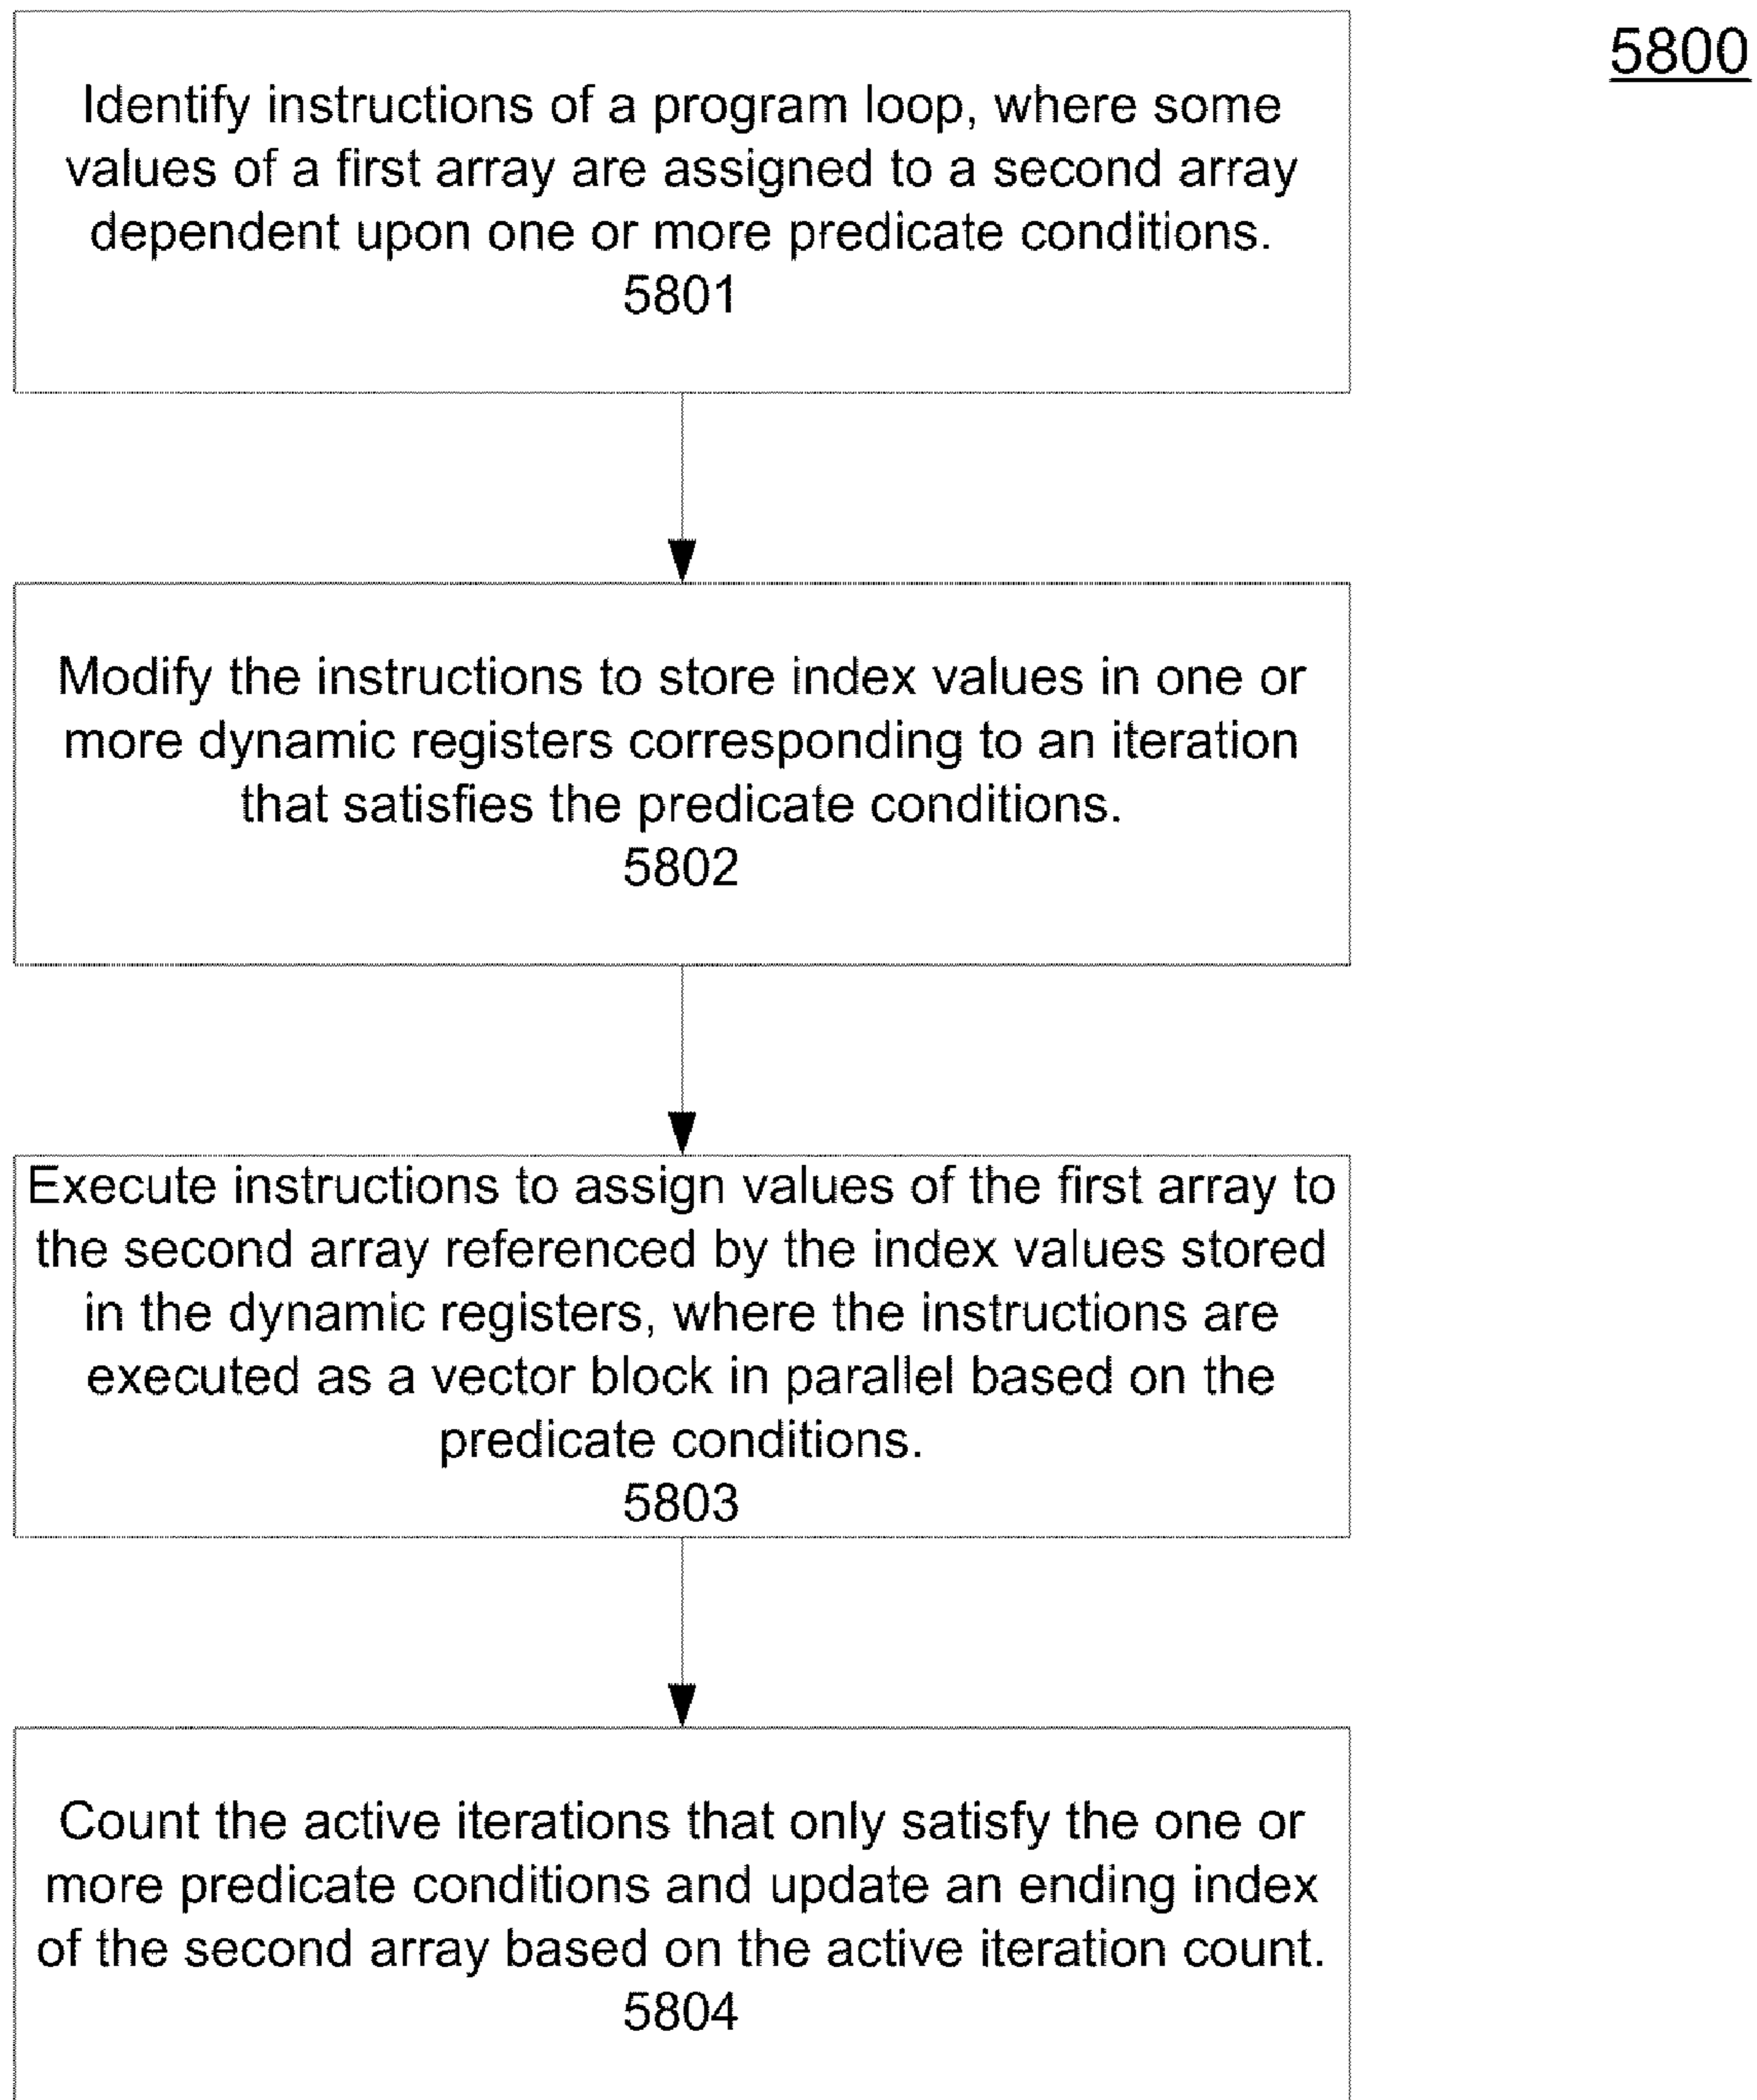 5800
Identify instructions of a program loop, where some
values of a first array are assigned to a second array
dependent upon one or more predicate conditions.
5801
Modify the instructions to store index values in one or
more dynamic registers corresponding to an iteration
that satisfies the predicate conditions.
5802
Execute instructions to assign values of the first array to
the second array referenced by the index values stored
in the dynamic registers, where the instructions are
executed as a vector block in parallel based on the
predicate conditions.
5803
Count the active iterations that only satisfy the one or
more predicate conditions and update an ending index
of the second array based on the active iteration count.
5804